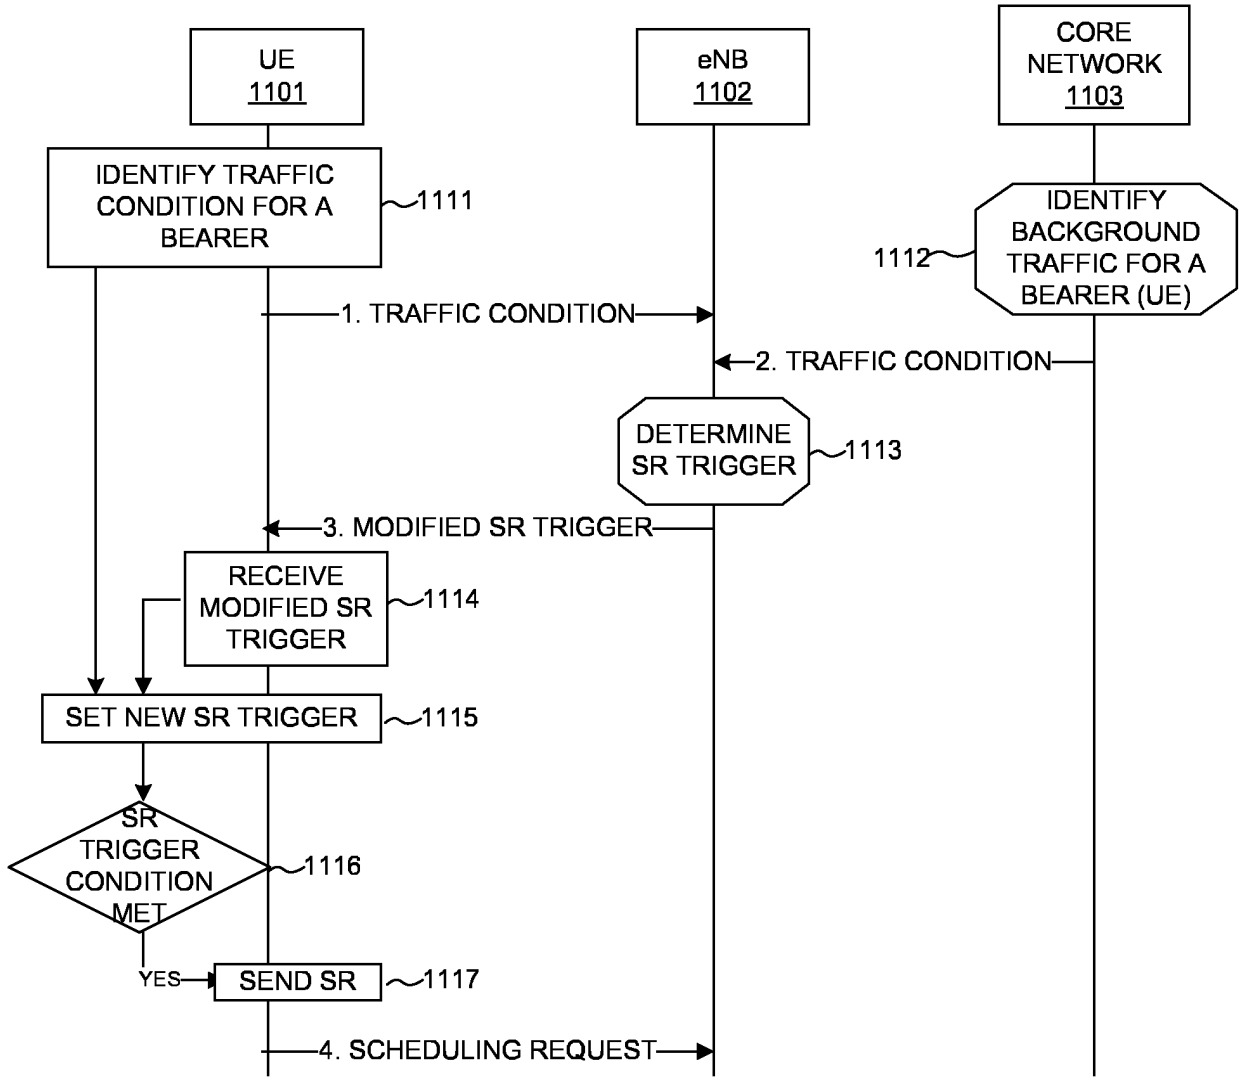 UE
1101
eNB
1102
CORE
NETWORK
1103
IDENTIFY TRAFFIC
CONDITION FOR A
BEARER
1111
IDENTIFY
BACKGROUND
TRAFFIC FOR A
BEARER (UE)
1112
1. TRAFFIC CONDITION
2. TRAFFIC CONDITION
DETERMINE
SR TRIGGER
1113
3. MODIFIED SR TRIGGER
RECEIVE
MODIFIED SR
TRIGGER
1114
SET NEW SR TRIGGER
1115
SR
TRIGGER
CONDITION
MET
1116
YES
SEND SR
1117
4. SCHEDULING REQUEST